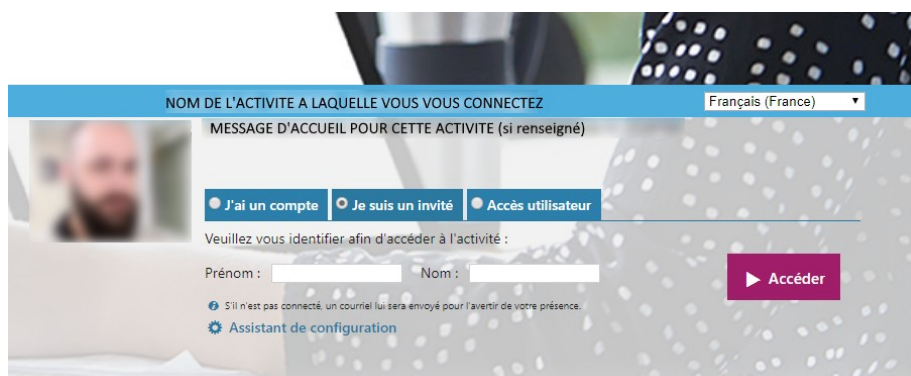 NOM DE L'ACTIVITE A LAQUELLE VOUS VOUS CONNECTEZ
Français (France)
MESSAGE D'ACCUEIL POUR CETTE ACTIVITE (si renseigné)
J'ai un compte Je suis un invité Accès utilisateur
Veuillez vous identifier afin d'accéder à l'activité :
Prénom : Nom :
Accéder
S'il n'est pas connecté, un courriel lui sera envoyé pour l'avertir de votre présence.
Assistant de configuration